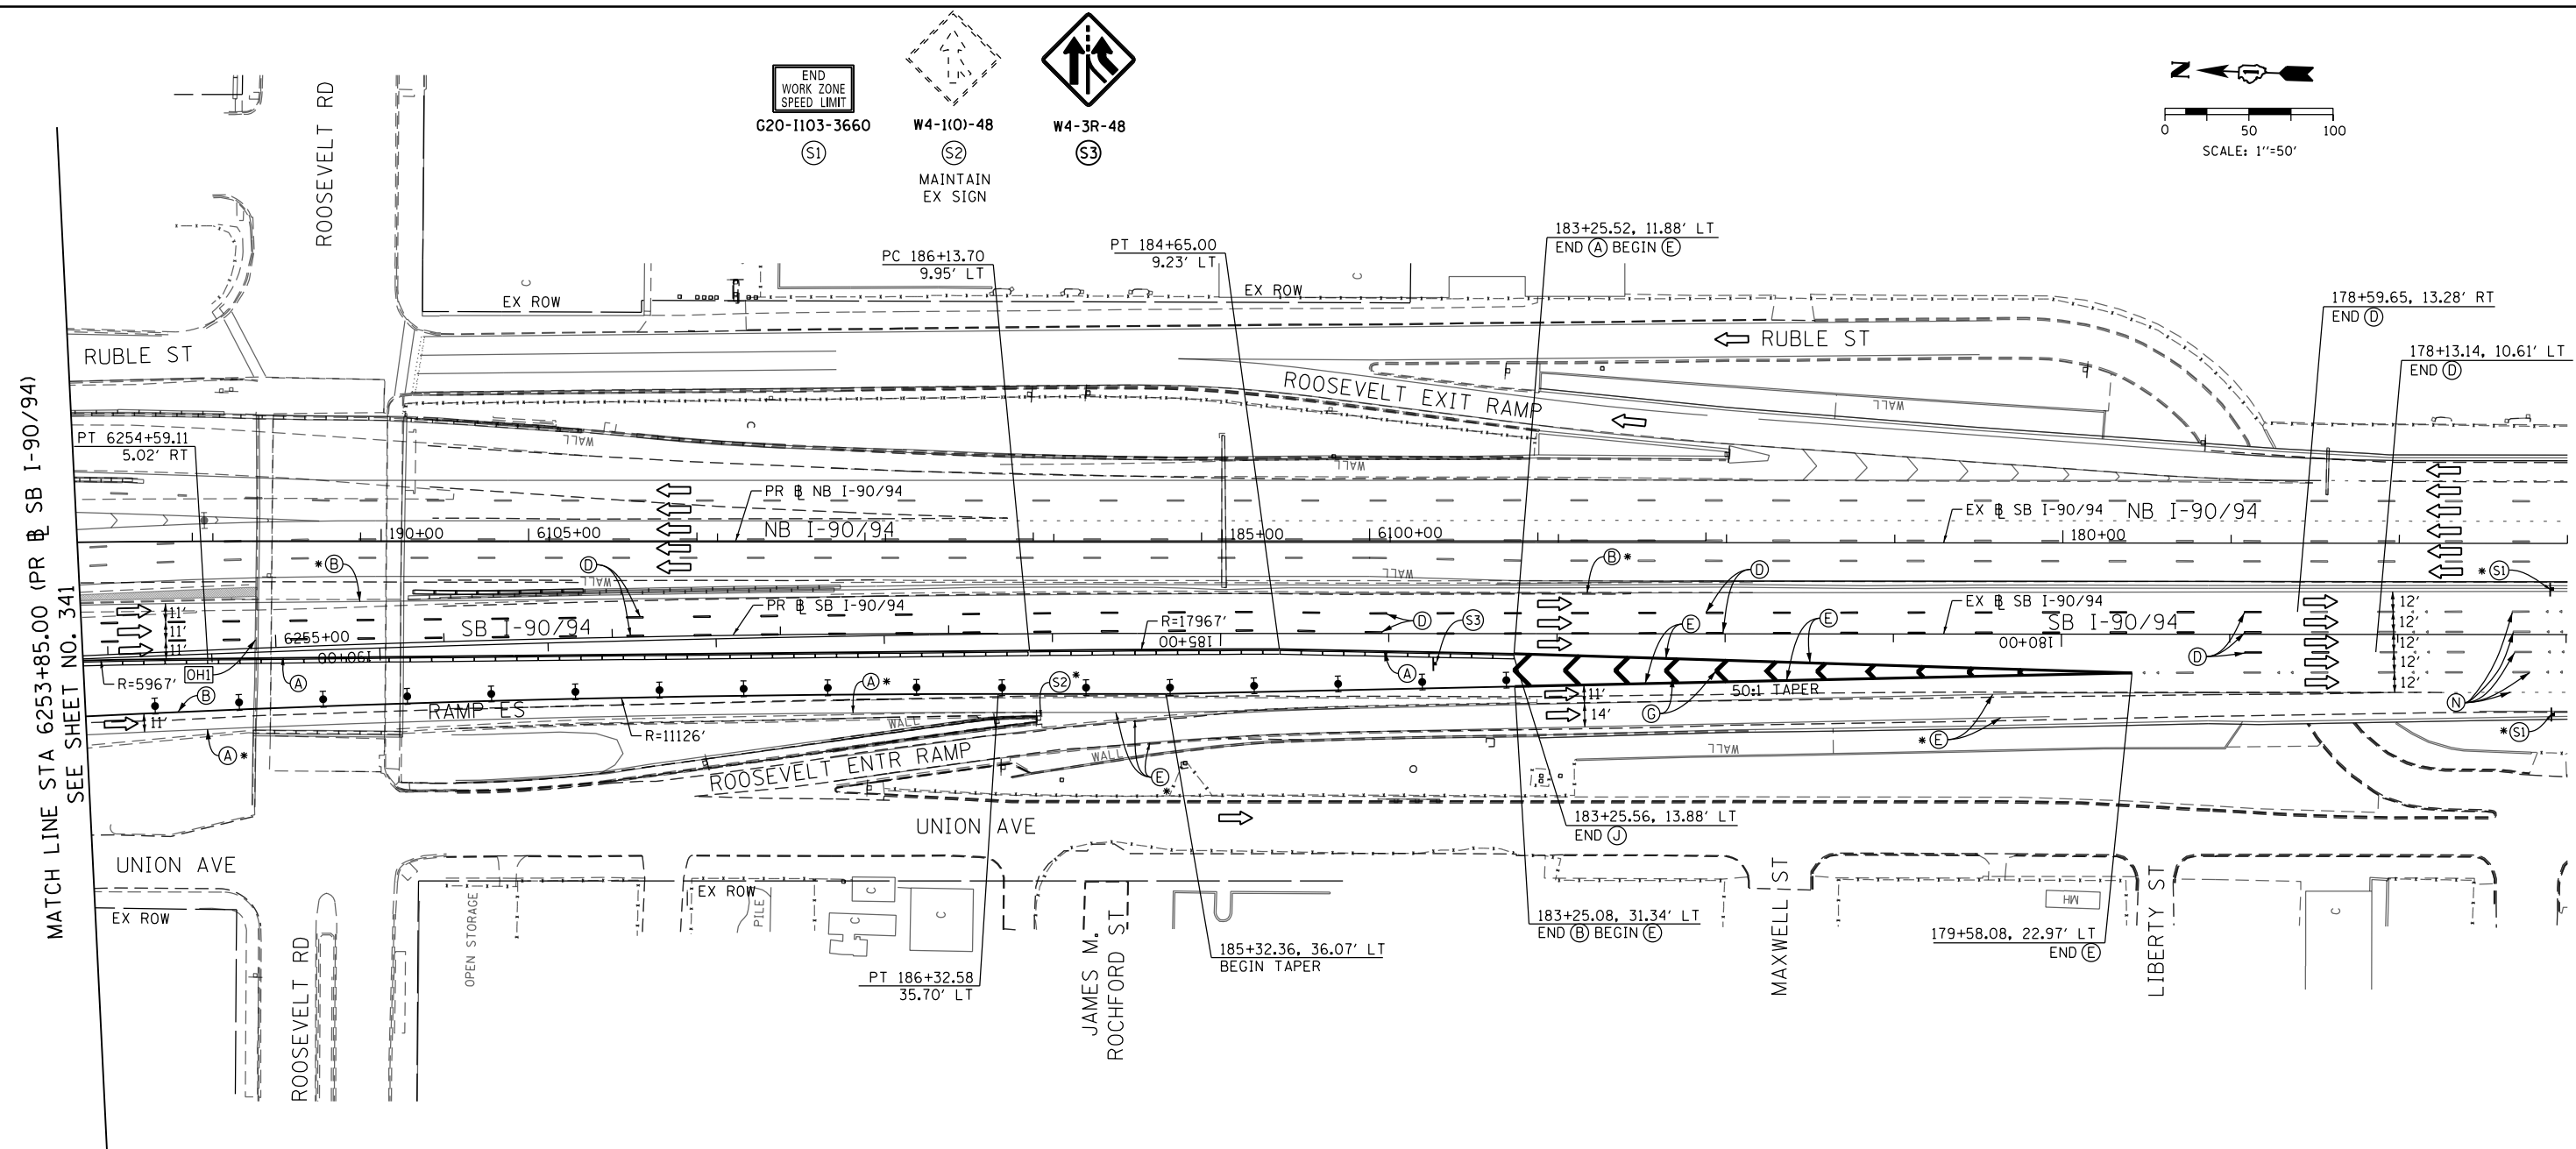 END
WORK ZONE
SPEED LIMIT
G20-I103-3660
S1
W4-1(O)-48
S2
MAINTAIN
EX SIGN
W4-3R-48
S3
N
0 50 100
SCALE: 1"=50'
MATCH LINE STA 6253+85.00 (PR BL SB I-90/94)
SEE SHEET NO. 341
ROOSEVELT RD
RUBLE ST
EX ROW
C
PC 186+13.70
9.95' LT
PT 184+65.00
9.23' LT
EX ROW
C
183+25.52, 11.88' LT
END A BEGIN E
RUBLE ST
178+59.65, 13.28' RT
END D
178+13.14, 10.61' LT
END D
ROOSEVELT EXIT RAMP
WALL
WALL
WALL
PT 6254+59.11
5.02' RT
PR BL NB I-90/94
NB I-90/94
190+00
6105+00
185+00
6100+00
EX BL SB I-90/94
NB I-90/94
180+00
*B
D
WALL
WALL
B*
D
*S1
11'
11'
11'
6255+00
190+00
SB I-90/94
PR BL SB I-90/94
R=17967'
185+00
D
S3
E
E
EX BL SB I-90/94
SB I-90/94
180+00
D
12'
12'
12'
12'
12'
N
R=5967'
OH1
A
B
A*
S2*
A
50:1 TAPER
11'
14'
G
*E
*S1
11'
A*
RAMP ES
R=11126'
WALL
ROOSEVELT ENTR RAMP
WALL
E
*
WALL
UNION AVE
183+25.56, 13.88' LT
END J
UNION AVE
EX ROW
EX ROW
OPEN STORAGE
PILE
C
C
C
PT 186+32.58
35.70' LT
185+32.36, 36.07' LT
BEGIN TAPER
183+25.08, 31.34' LT
END B BEGIN E
179+58.08, 22.97' LT
END E
MH
C
ROOSEVELT RD
JAMES M.
ROCHFORD ST
MAXWELL ST
LIBERTY ST